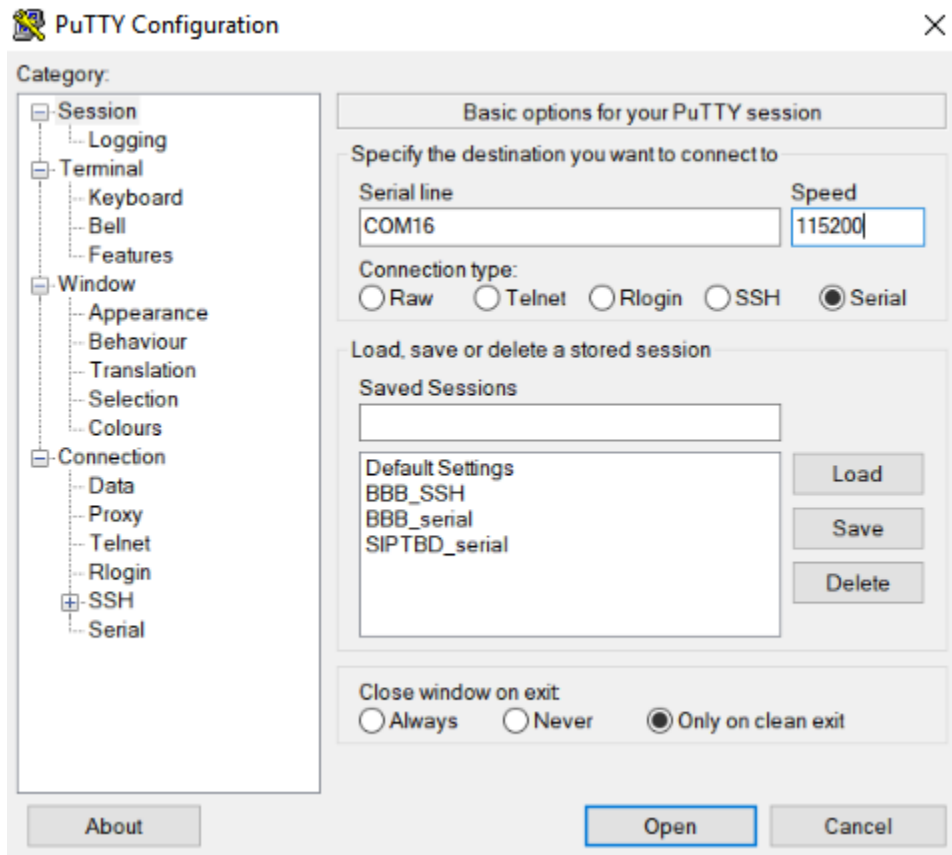 PuTTY Configuration
Category:
Session
Logging
Terminal
Keyboard
Bell
Features
Window
Appearance
Behaviour
Translation
Selection
Colours
Connection
Data
Proxy
Telnet
Rlogin
SSH
Serial
Basic options for your PuTTY session
Specify the destination you want to connect to
Serial line Speed
COM16 115200
Connection type:
Raw Telnet Rlogin SSH Serial
Load, save or delete a stored session
Saved Sessions
Default Settings
BBB_SSH
BBB_serial
SIPTBD_serial
Load
Save
Delete
Close window on exit
Always Never Only on clean exit
About Open Cancel